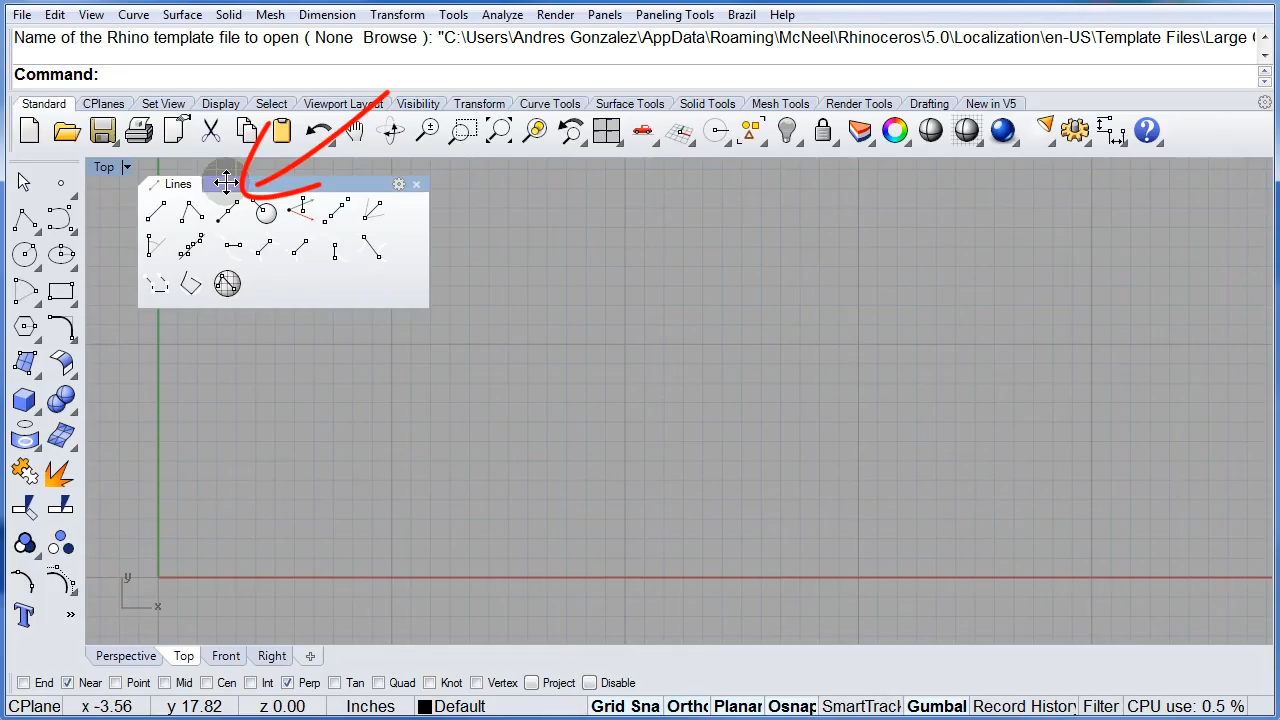 File Edit View Curve Surface Solid Mesh Dimension Transform Tools Analyze Render Panels Paneling Tools Brazil Help
Name of the Rhino template file to open ( None  Browse ): "C:\Users\Andres Gonzalez\AppData\Roaming\McNeel\Rhinoceros\5.0\Localization\en-US\Template Files\Large
Command:
Standard CPlanes Set View Display Select Viewport Layout Visibility Transform Curve Tools Surface Tools Solid Tools Mesh Tools Render Tools Drafting New in V5
Top
Lines
y
x
T
Perspective Top Front Right
End Near Point Mid Cen Int Perp Tan Quad Knot Vertex Project Disable
CPlane x -3.56 y 17.82 z 0.00 Inches Default Grid Sna Ortho Planar Osnap SmartTrack Gumbal Record History Filter CPU use: 0.5 %